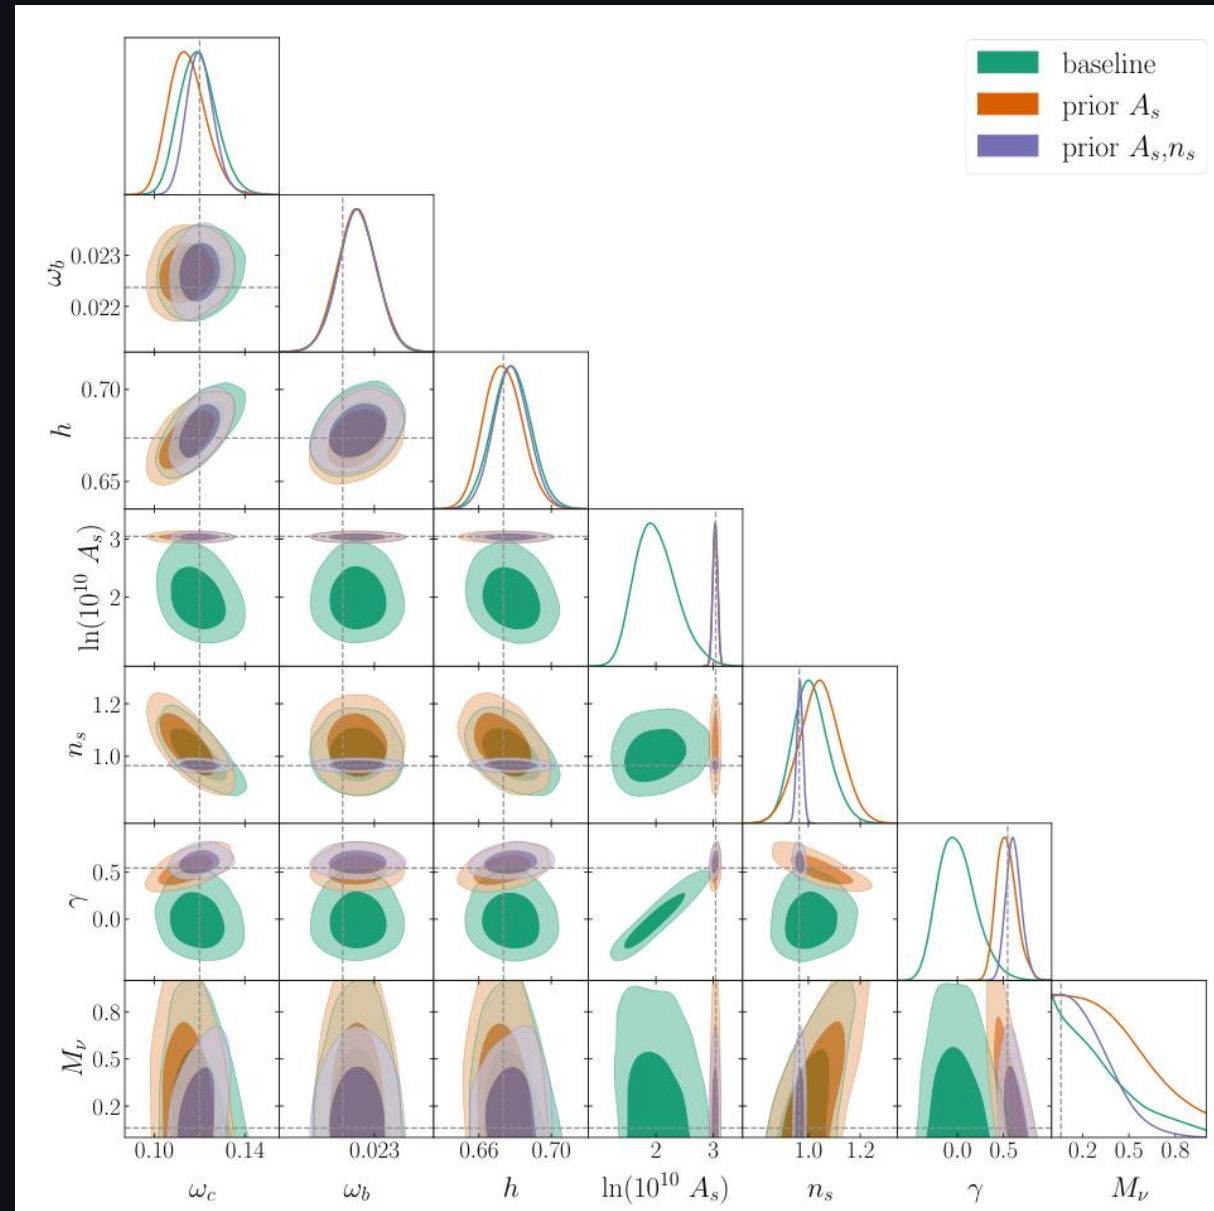 baseline
prior A_s
prior A_s,n_s
ω_b
0.023
0.022
h
0.70
0.65
ln(10^10 A_s)
3
2
n_s
1.2
1.0
γ
0.5
0.0
M_ν
0.8
0.5
0.2
0.10 0.14 0.023 0.66 0.70 2 3 1.0 1.2 0.0 0.5 0.2 0.5 0.8
ω_c ω_b h ln(10^10 A_s) n_s γ M_ν